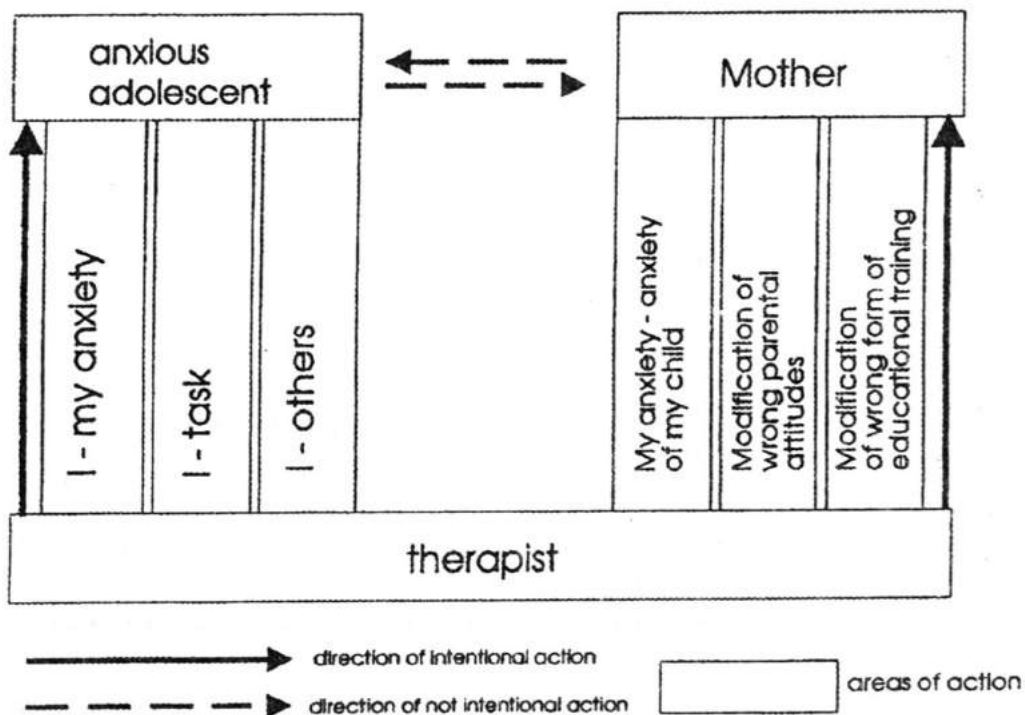 anxious
adolescent
Mother
I - my anxiety
I - task
I - others
My anxiety - anxiety
of my child
Modification of
wrong parental
attitudes
Modification
of wrong form of
educational training
therapist
direction of intentional action
direction of not intentional action
areas of action